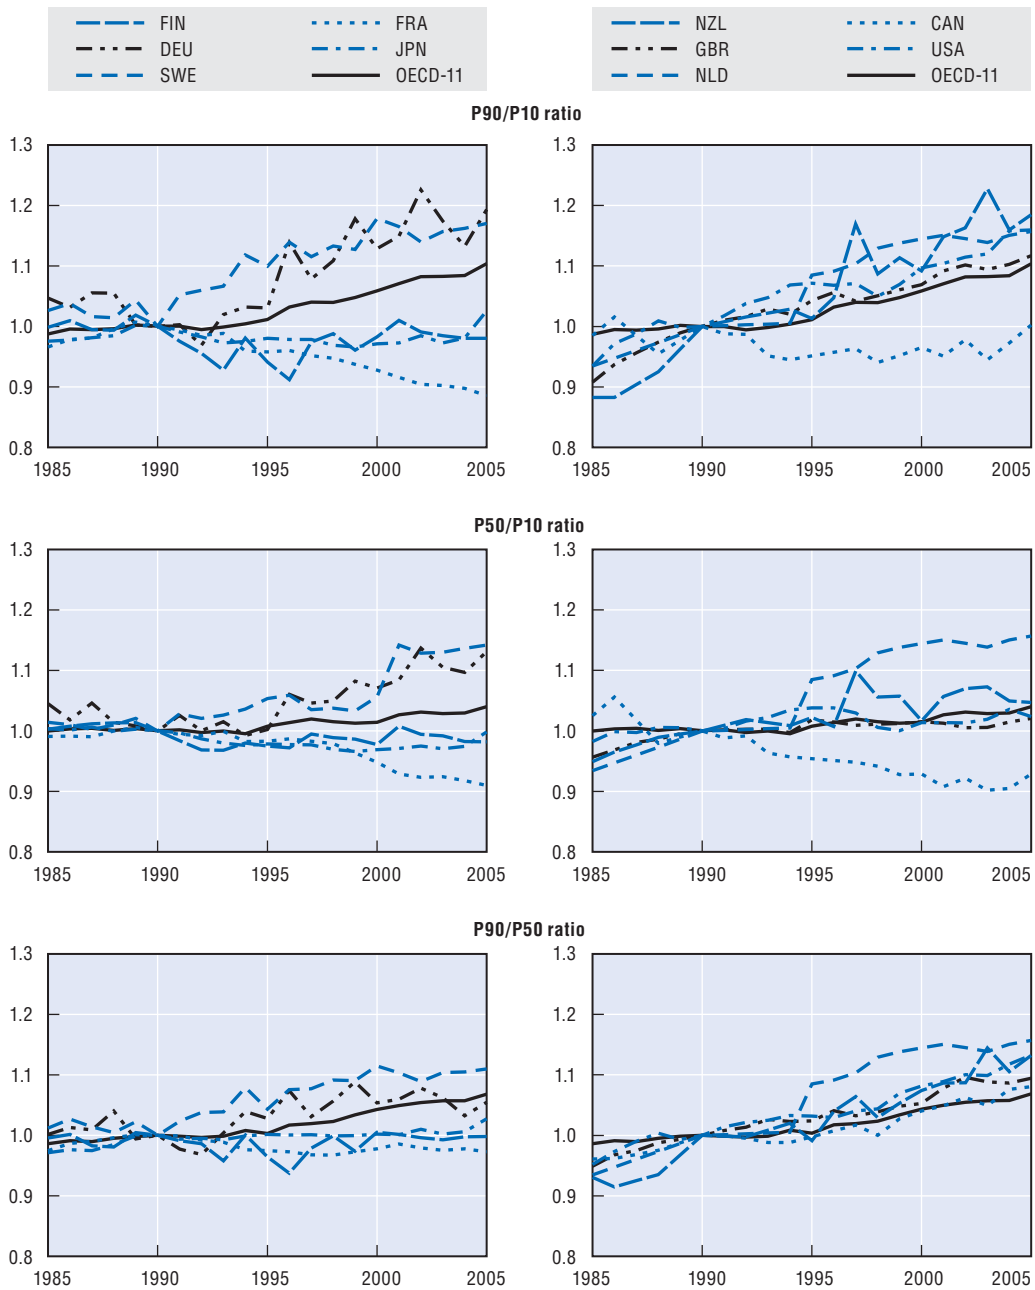 FIN FRA
DEU JPN
SWE OECD-11
NZL CAN
GBR USA
NLD OECD-11
P90/P10 ratio
1.3
1.2
1.1
1.0
0.9
0.8
1985 1990 1995 2000 2005
1.3
1.2
1.1
1.0
0.9
0.8
1985 1990 1995 2000 2005
P50/P10 ratio
1.3
1.2
1.1
1.0
0.9
0.8
1985 1990 1995 2000 2005
1.3
1.2
1.1
1.0
0.9
0.8
1985 1990 1995 2000 2005
P90/P50 ratio
1.3
1.2
1.1
1.0
0.9
0.8
1985 1990 1995 2000 2005
1.3
1.2
1.1
1.0
0.9
0.8
1985 1990 1995 2000 2005